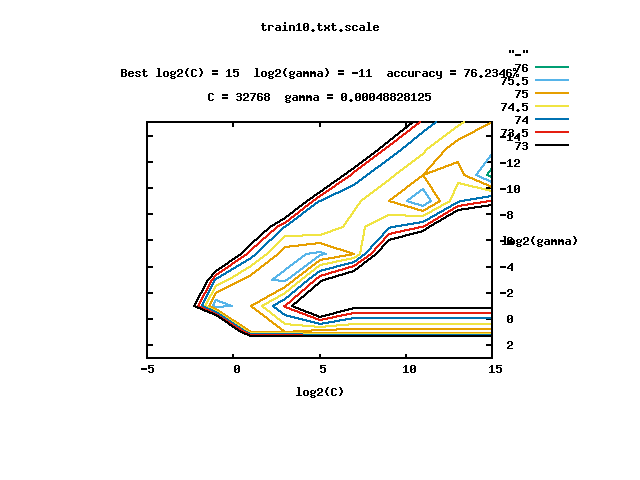 train10.txt.scale
"-"
Best log2(C) = 15 log2(gamma) = -11 accuracy = 76.2346%
76
75.5
C = 32768 gamma = 0.00048828125
75
74.5
74
73.5
73
-14
-12
-10
-8
-6
log2(gamma)
-4
-2
0
2
-5 0 5 10 15
log2(C)